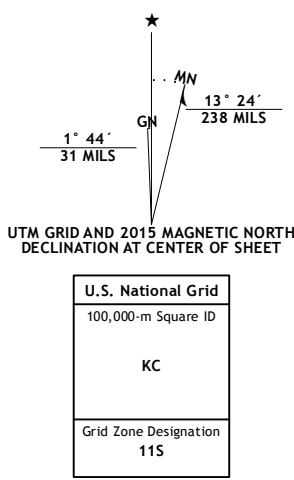 MN
13° 24´
238 MILS
GN
1° 44´
31 MILS
UTM GRID AND 2015 MAGNETIC NORTH
DECLINATION AT CENTER OF SHEET
U.S. National Grid
100,000-m Square ID
KC
Grid Zone Designation
11S